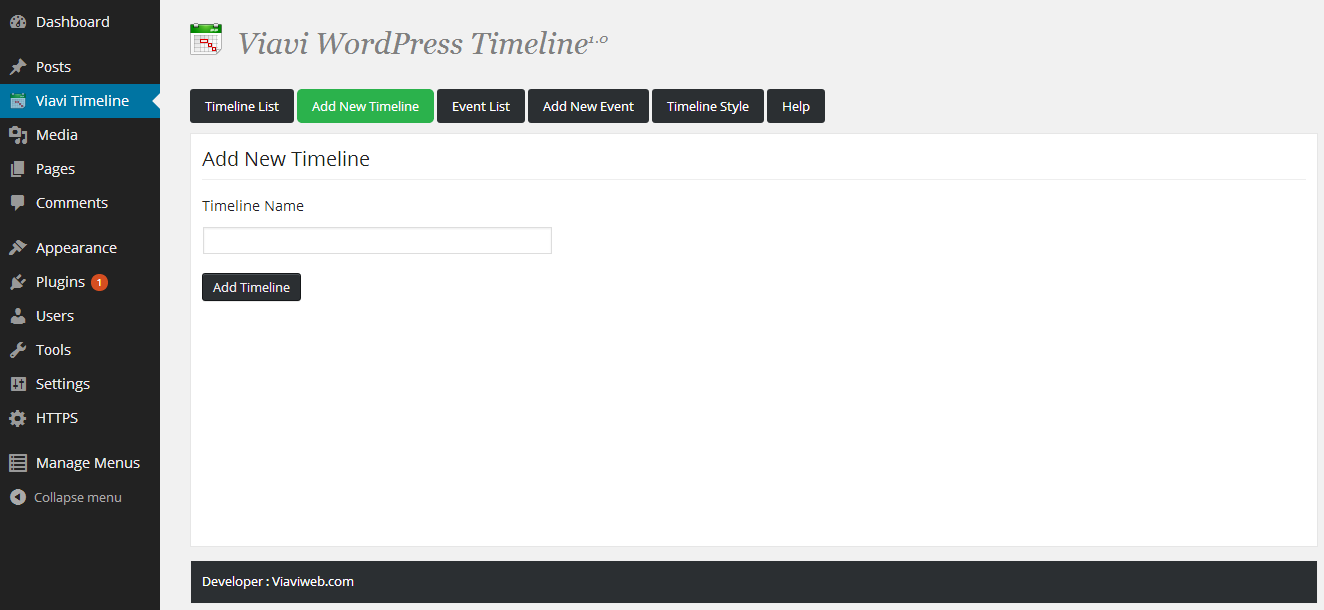 Dashboard
Posts
Viavi Timeline
Media
Pages
Comments
Appearance
Plugins 1
Users
Tools
Settings
HTTPS
Manage Menus
Collapse menu
Viavi WordPress Timeline1.0
Timeline List Add New Timeline Event List Add New Event Timeline Style Help
Add New Timeline
Timeline Name
Add Timeline
Developer : Viaviweb.com